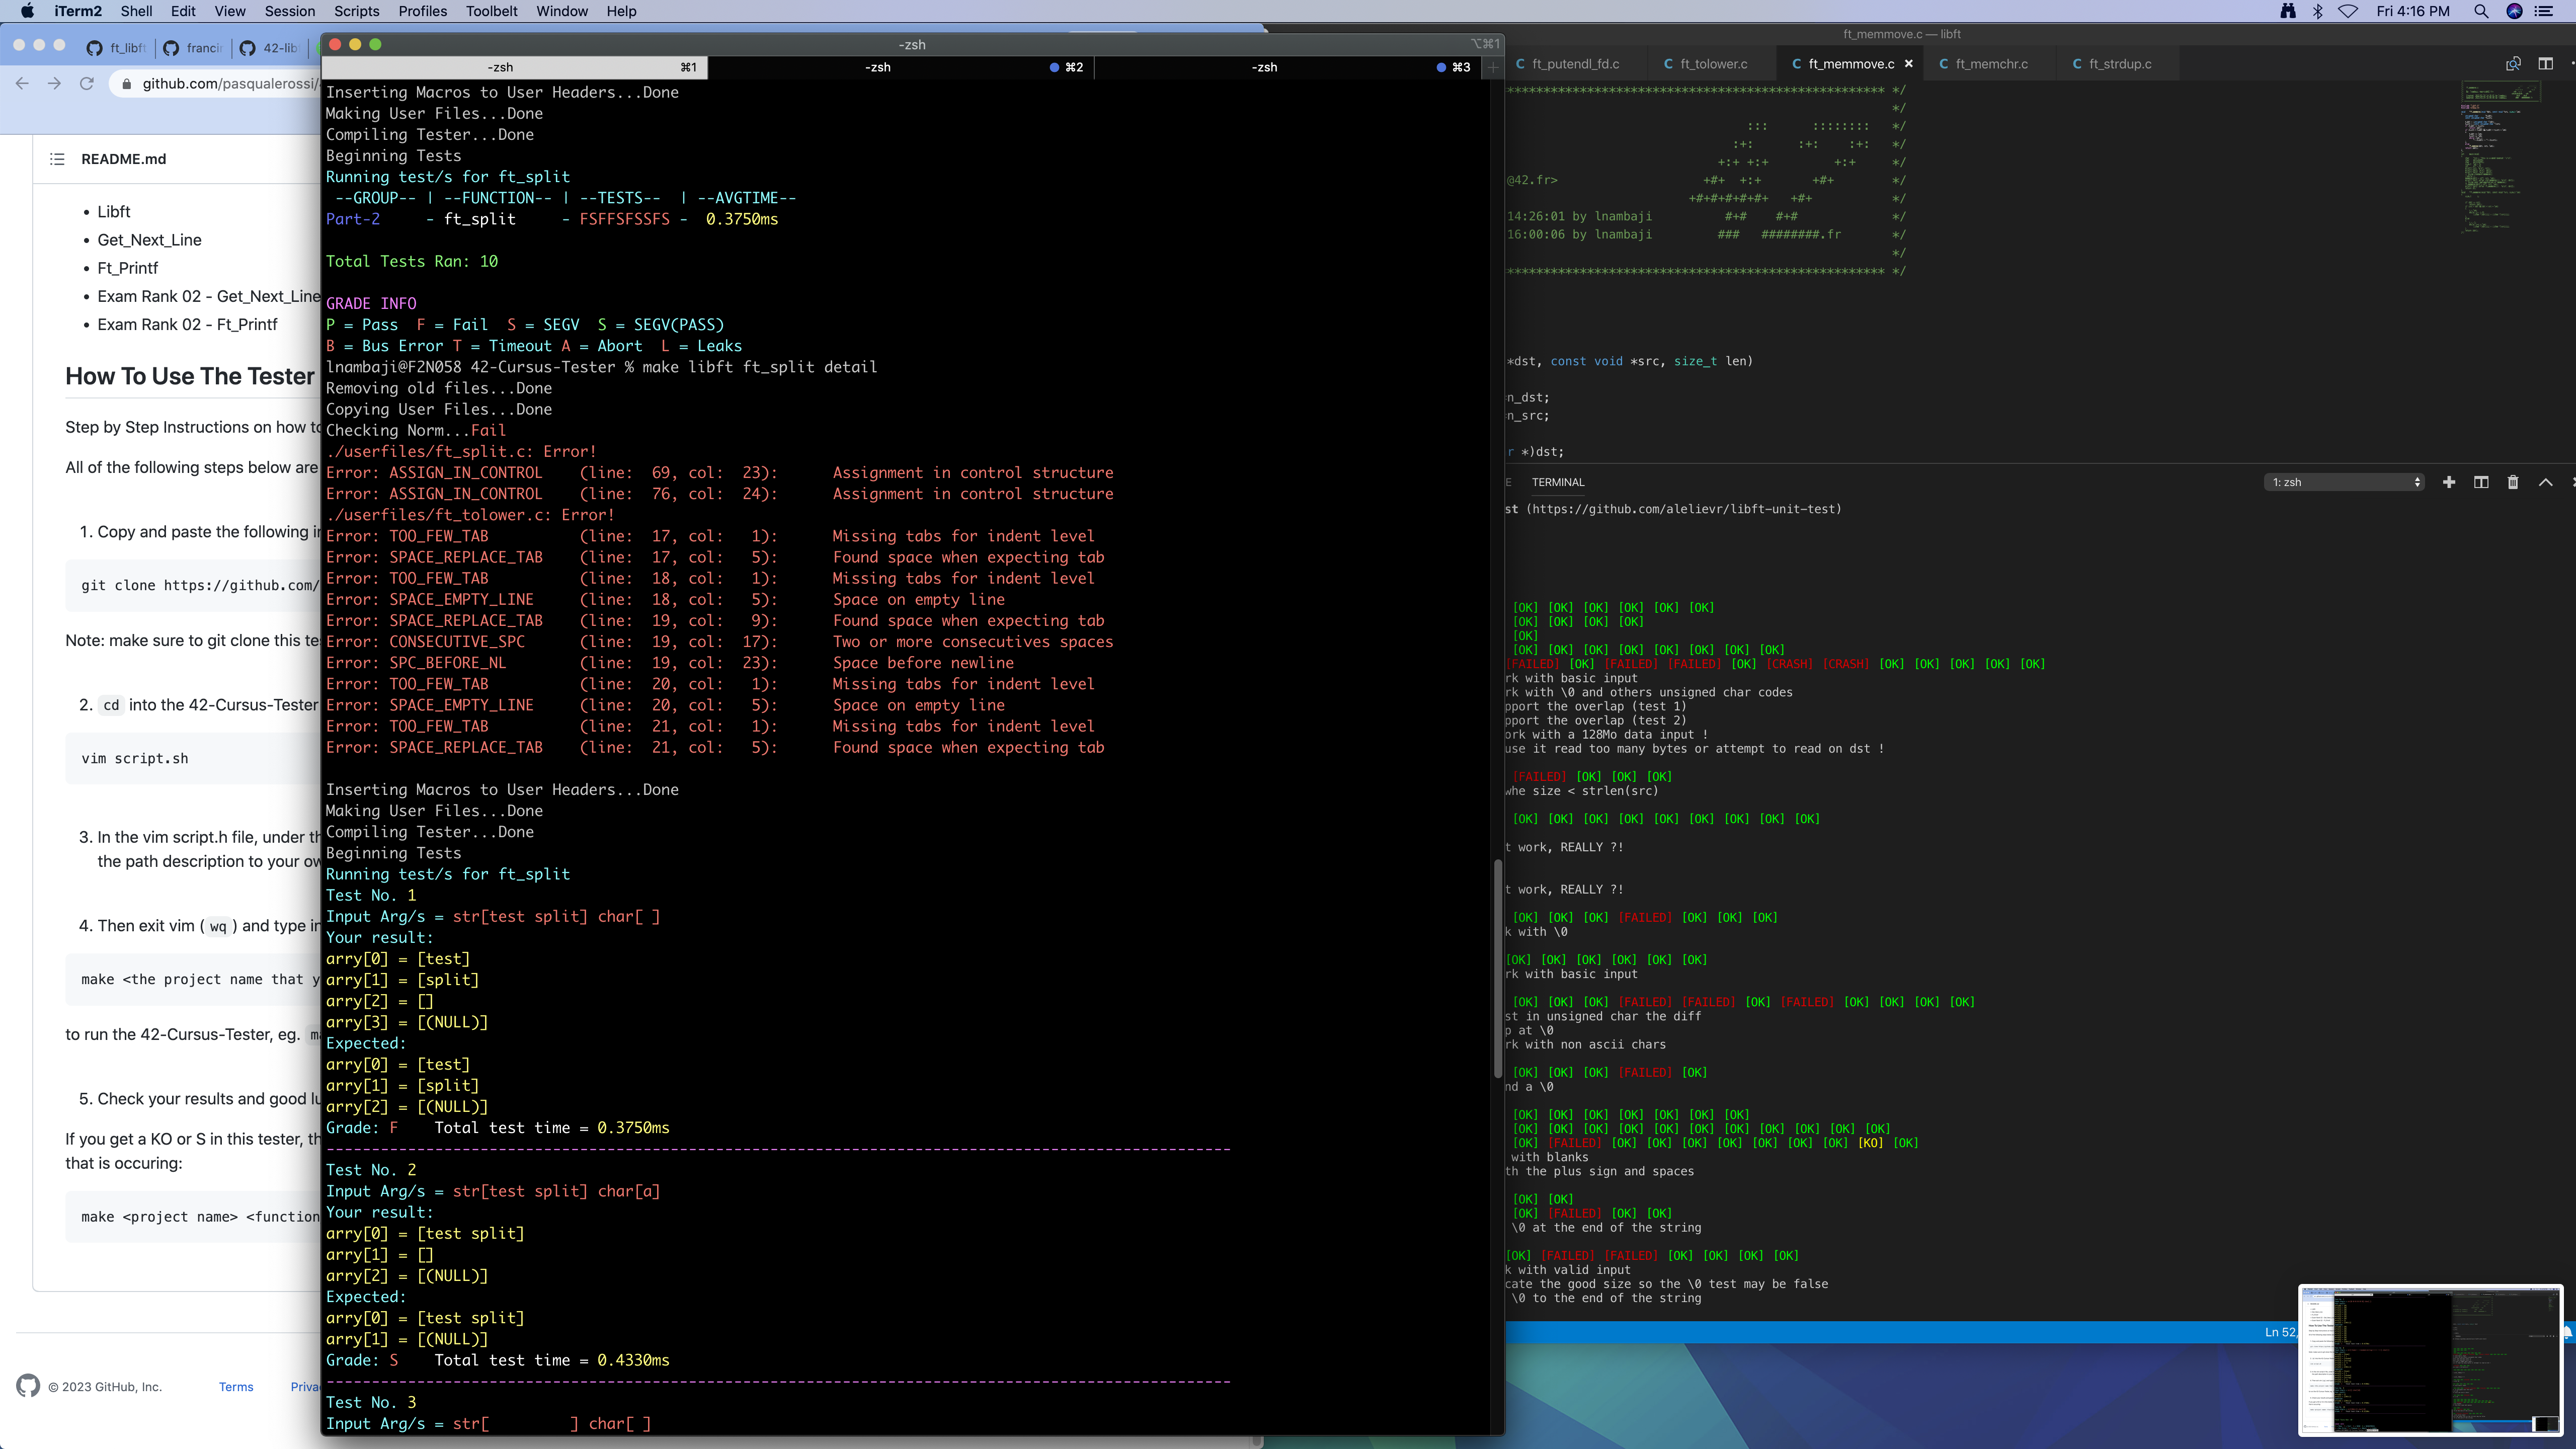 iTerm2 Shell Edit View Session Scripts Profiles Toolbelt Window Help Fri 4:16 PM
ft_libft francin 42-lib
github.com/pasqualerossi/
README.md
Libft
Get_Next_Line
Ft_Printf
Exam Rank 02 - Get_Next_Line
Exam Rank 02 - Ft_Printf
How To Use The Tester
Step by Step Instructions on how to
All of the following steps below are
1. Copy and paste the following in
git clone https://github.com/
Note: make sure to git clone this te
2. cd into the 42-Cursus-Tester
vim script.sh
3. In the vim script.h file, under th
the path description to your ow
4. Then exit vim ( wq ) and type in
make <the project name that y
to run the 42-Cursus-Tester, eg. ma
5. Check your results and good lu
If you get a KO or S in this tester, th
that is occuring:
make <project name> <function
© 2023 GitHub, Inc. Terms Priva
-zsh ⌥⌘1
-zsh ⌘1 -zsh ⌘2 -zsh ⌘3
Inserting Macros to User Headers...Done
Making User Files...Done
Compiling Tester...Done
Beginning Tests
Running test/s for ft_split
--GROUP-- | --FUNCTION-- | --TESTS-- | --AVGTIME--
Part-2 - ft_split - FSFFSFSSFS - 0.3750ms
Total Tests Ran: 10
GRADE INFO
P = Pass F = Fail S = SEGV S = SEGV(PASS)
B = Bus Error T = Timeout A = Abort L = Leaks
lnambaji@F2N058 42-Cursus-Tester % make libft ft_split detail
Removing old files...Done
Copying User Files...Done
Checking Norm...Fail
./userfiles/ft_split.c: Error!
Error: ASSIGN_IN_CONTROL (line: 69, col: 23): Assignment in control structure
Error: ASSIGN_IN_CONTROL (line: 76, col: 24): Assignment in control structure
./userfiles/ft_tolower.c: Error!
Error: TOO_FEW_TAB (line: 17, col: 1): Missing tabs for indent level
Error: SPACE_REPLACE_TAB (line: 17, col: 5): Found space when expecting tab
Error: TOO_FEW_TAB (line: 18, col: 1): Missing tabs for indent level
Error: SPACE_EMPTY_LINE (line: 18, col: 5): Space on empty line
Error: SPACE_REPLACE_TAB (line: 19, col: 9): Found space when expecting tab
Error: CONSECUTIVE_SPC (line: 19, col: 17): Two or more consecutives spaces
Error: SPC_BEFORE_NL (line: 19, col: 23): Space before newline
Error: TOO_FEW_TAB (line: 20, col: 1): Missing tabs for indent level
Error: SPACE_EMPTY_LINE (line: 20, col: 5): Space on empty line
Error: TOO_FEW_TAB (line: 21, col: 1): Missing tabs for indent level
Error: SPACE_REPLACE_TAB (line: 21, col: 5): Found space when expecting tab
Inserting Macros to User Headers...Done
Making User Files...Done
Compiling Tester...Done
Beginning Tests
Running test/s for ft_split
Test No. 1
Input Arg/s = str[test split] char[ ]
Your result:
arry[0] = [test]
arry[1] = [split]
arry[2] = []
arry[3] = [(NULL)]
Expected:
arry[0] = [test]
arry[1] = [split]
arry[2] = [(NULL)]
Grade: F Total test time = 0.3750ms
----------------------------------------------------------------------------------------------------
Test No. 2
Input Arg/s = str[test split] char[a]
Your result:
arry[0] = [test split]
arry[1] = []
arry[2] = [(NULL)]
Expected:
arry[0] = [test split]
arry[1] = [(NULL)]
Grade: S Total test time = 0.4330ms
----------------------------------------------------------------------------------------------------
Test No. 3
Input Arg/s = str[ ] char[ ]
ft_memmove.c — libft
C ft_putendl_fd.c C ft_tolower.c C ft_memmove.c × C ft_memchr.c C ft_strdup.c
***************************************************** */
*/
::: :::::::: */
:+: :+: :+: */
+:+ +:+ +:+ */
@42.fr> +#+ +:+ +#+ */
+#+#+#+#+#+ +#+ */
14:26:01 by lnambaji #+# #+# */
16:00:06 by lnambaji ### ########.fr */
*/
***************************************************** */
*dst, const void *src, size_t len)
n_dst;
n_src;
r *)dst;
E TERMINAL 1: zsh
st (https://github.com/alelievr/libft-unit-test)
[OK] [OK] [OK] [OK] [OK] [OK]
[OK] [OK] [OK] [OK]
[OK]
[OK] [OK] [OK] [OK] [OK] [OK] [OK] [OK]
[FAILED] [OK] [FAILED] [FAILED] [OK] [CRASH] [CRASH] [OK] [OK] [OK] [OK] [OK]
rk with basic input
rk with \0 and others unsigned char codes
pport the overlap (test 1)
pport the overlap (test 2)
ork with a 128Mo data input !
use it read too many bytes or attempt to read on dst !
[FAILED] [OK] [OK] [OK]
whe size < strlen(src)
[OK] [OK] [OK] [OK] [OK] [OK] [OK] [OK] [OK]
t work, REALLY ?!
t work, REALLY ?!
[OK] [OK] [OK] [FAILED] [OK] [OK] [OK]
k with \0
[OK] [OK] [OK] [OK] [OK] [OK]
rk with basic input
[OK] [OK] [OK] [FAILED] [FAILED] [OK] [FAILED] [OK] [OK] [OK] [OK]
st in unsigned char the diff
p at \0
rk with non ascii chars
[OK] [OK] [OK] [FAILED] [OK]
nd a \0
[OK] [OK] [OK] [OK] [OK] [OK] [OK]
[OK] [OK] [OK] [OK] [OK] [OK] [OK] [OK] [OK] [OK] [OK]
[OK] [FAILED] [OK] [OK] [OK] [OK] [OK] [OK] [OK] [KO] [OK]
with blanks
th the plus sign and spaces
[OK] [OK]
[OK] [FAILED] [OK] [OK]
\0 at the end of the string
[OK] [FAILED] [FAILED] [OK] [OK] [OK] [OK]
k with valid input
cate the good size so the \0 test may be false
\0 to the end of the string
Ln 52,